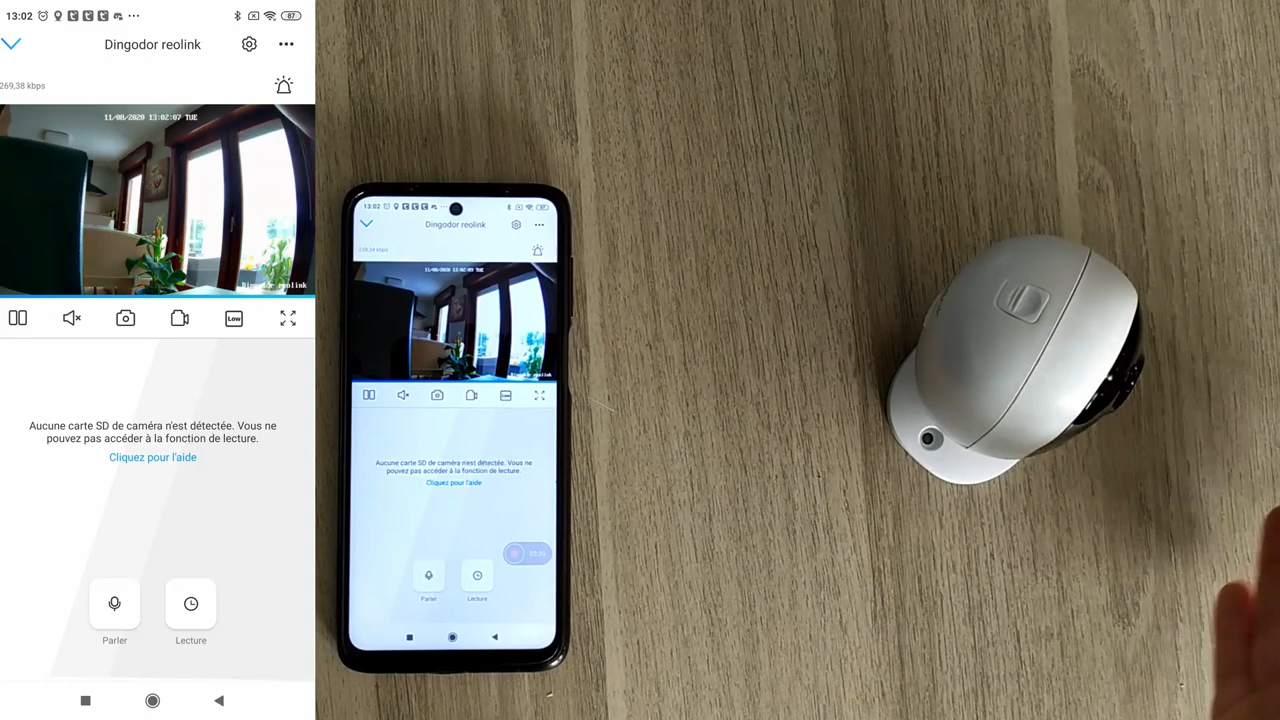 13:02
87
Dingodor reolink
269,38 kbps
11/08/2020 13:02:07 TUE
Dingodor reolink
Low
Aucune carte SD de caméra n'est détectée. Vous ne
pouvez pas accéder à la fonction de lecture.
Cliquez pour l'aide
Parler
Lecture
13:02
Dingodor reolink
11/08/2020 13:02:09 TUE
Aucune carte SD de caméra n'est détectée. Vous ne
pouvez pas accéder à la fonction de lecture.
Cliquez pour l'aide
Parler
Lecture